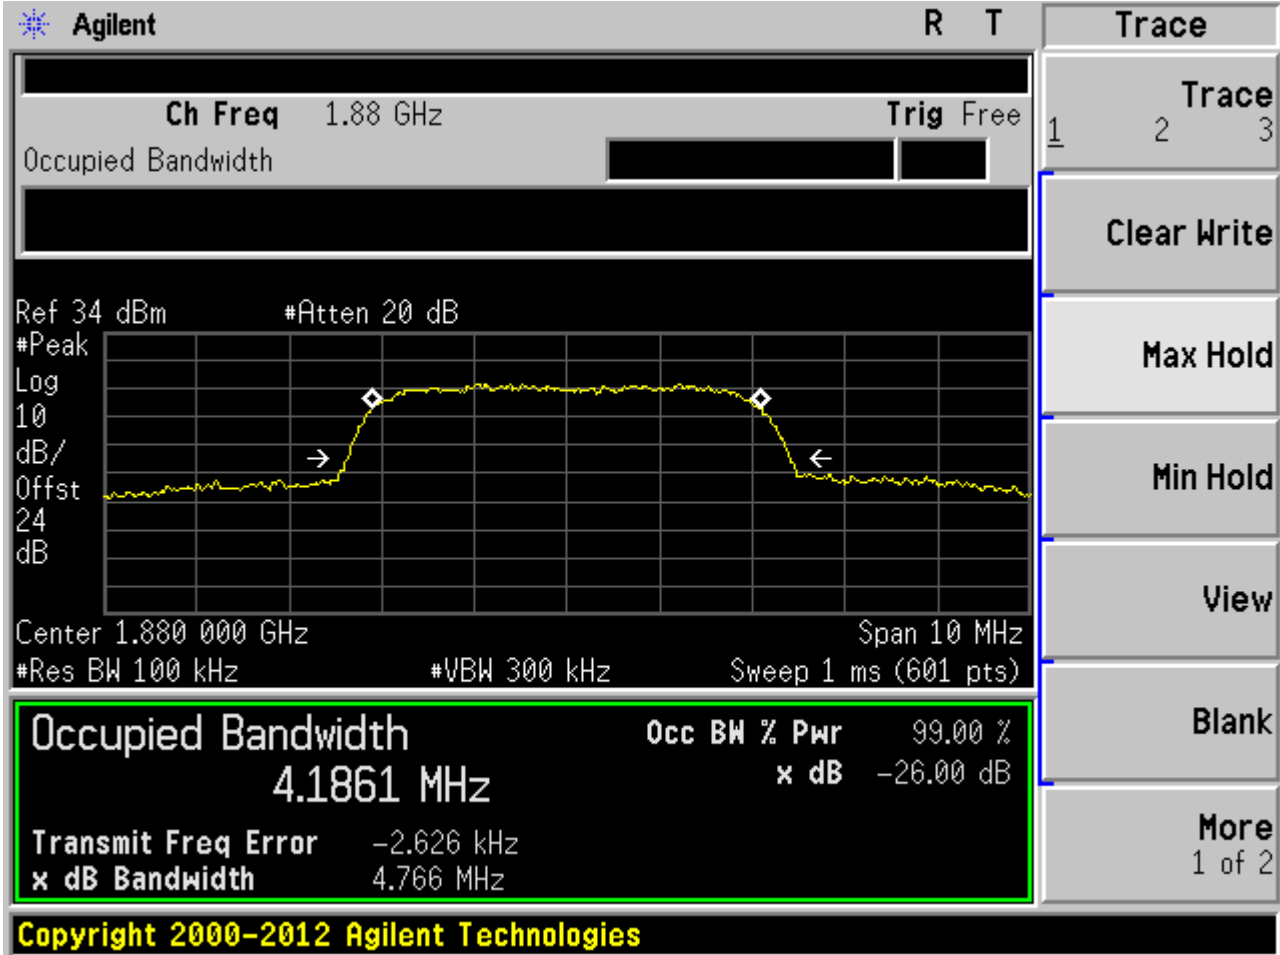 Agilent R T Trace
Trace
1 2 3
Ch Freq 1.88 GHz Trig Free
Occupied Bandwidth
Clear Write
Ref 34 dBm #Atten 20 dB
#Peak
Log
10
dB/
Offst
24
dB
Max Hold
Min Hold
View
Center 1.880 000 GHz Span 10 MHz
#Res BW 100 kHz #VBW 300 kHz Sweep 1 ms (601 pts)
Occupied Bandwidth Occ BW % Pwr 99.00 %
4.1861 MHz x dB -26.00 dB
Blank
Transmit Freq Error -2.626 kHz
x dB Bandwidth 4.766 MHz
More
1 of 2
Copyright 2000-2012 Agilent Technologies